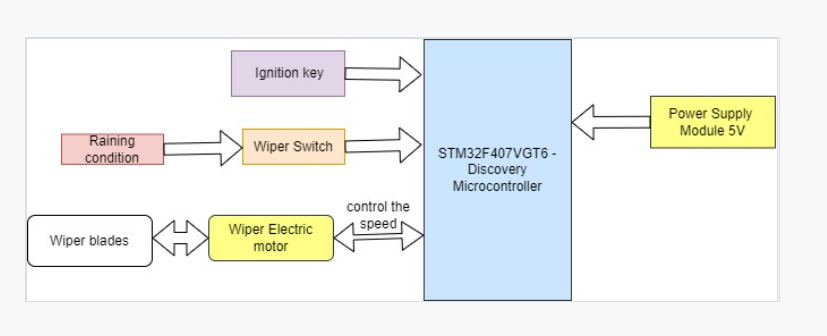 Ignition key
Raining
condition
Wiper Switch
STM32F407VGT6 -
Discovery
Microcontroller
Power Supply
Module 5V
control the
speed
Wiper blades
Wiper Electric
motor